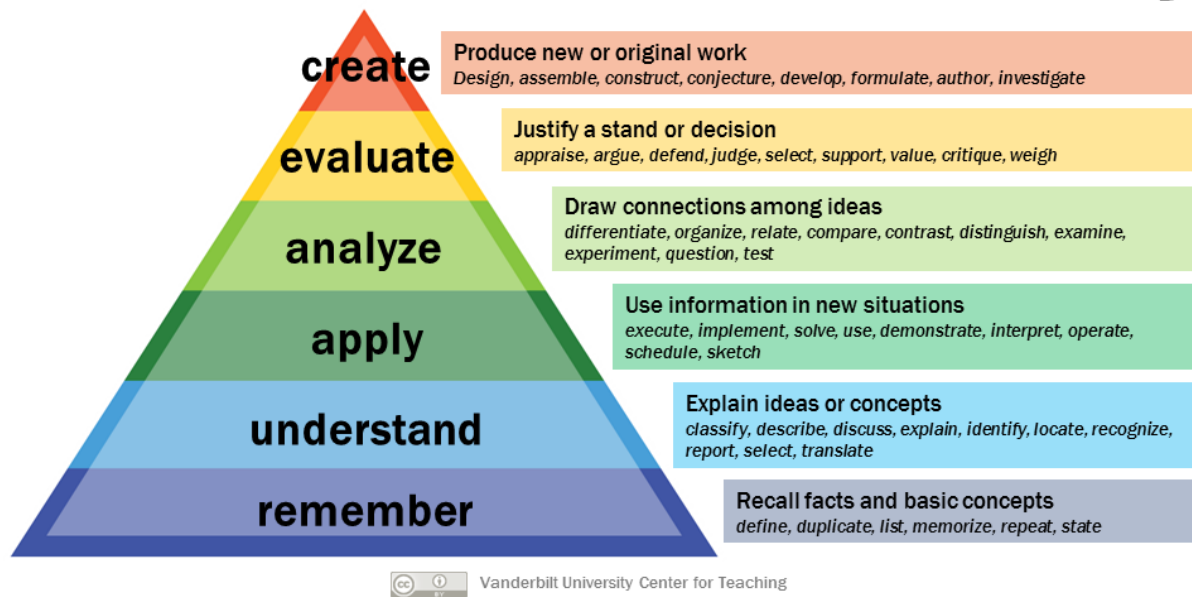 create
Produce new or original work
Design, assemble, construct, conjecture, develop, formulate, author, investigate
evaluate
Justify a stand or decision
appraise, argue, defend, judge, select, support, value, critique, weigh
analyze
Draw connections among ideas
differentiate, organize, relate, compare, contrast, distinguish, examine,
experiment, question, test
apply
Use information in new situations
execute, implement, solve, use, demonstrate, interpret, operate,
schedule, sketch
understand
Explain ideas or concepts
classify, describe, discuss, explain, identify, locate, recognize,
report, select, translate
remember
Recall facts and basic concepts
define, duplicate, list, memorize, repeat, state
cc
BY
Vanderbilt University Center for Teaching